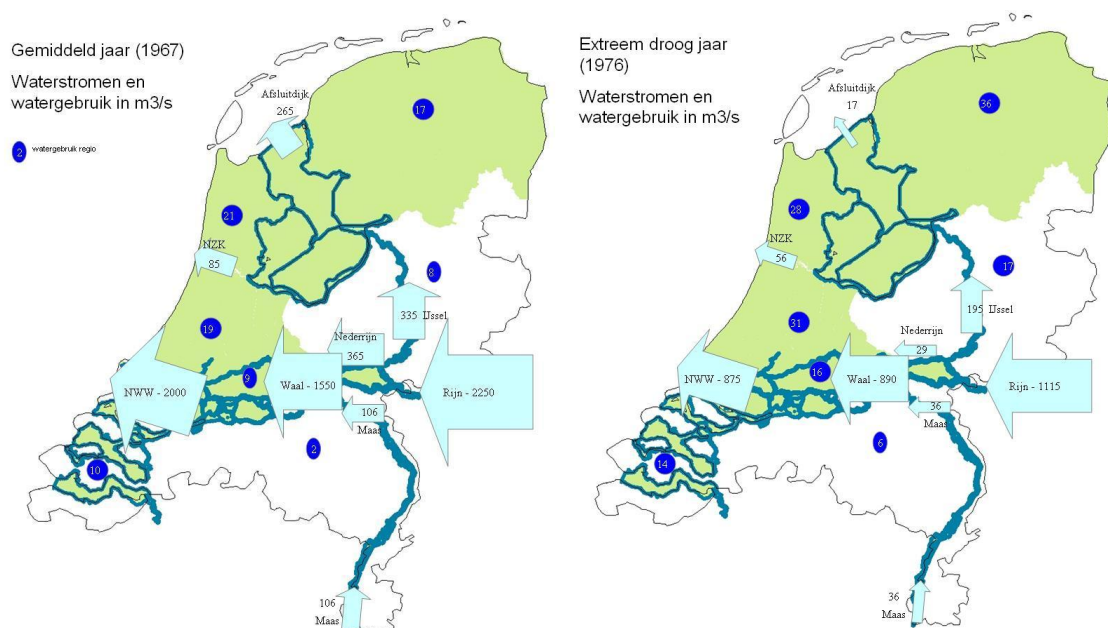 Gemiddeld jaar (1967)
Waterstromen en
watergebruik in m3/s
2 watergebruik regio
Afsluitdijk
265
17
21
NZK
85
8
335 IJssel
19
Nederrijn
365
9
NWW - 2000
Waal - 1550
Rijn - 2250
106
Maas
2
10
106
Maas
Extreem droog jaar
(1976)
Waterstromen en
watergebruik in m3/s
Afsluitdijk
17
36
28
NZK
56
17
195 IJssel
31
Nederrijn
29
16
NWW - 875
Waal - 890
Rijn - 1115
36
Maas
6
14
36
Maas